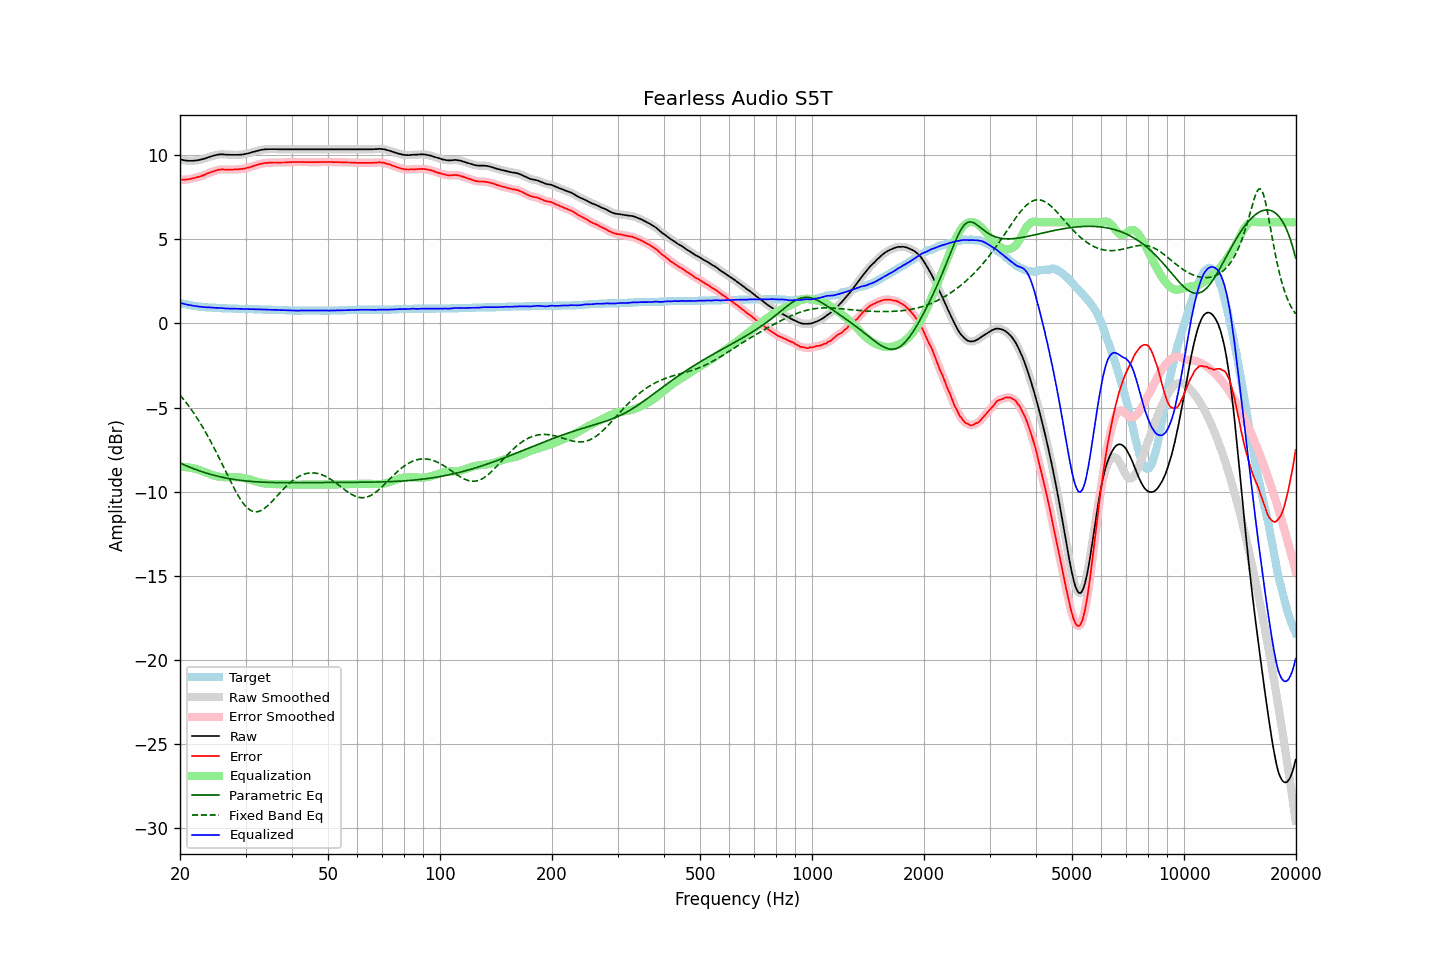 Fearless Audio S5T
Amplitude (dBr)
10
5
0
−5
−10
−15
−20
−25
−30
Target
Raw Smoothed
Error Smoothed
Raw
Error
Equalization
Parametric Eq
Fixed Band Eq
Equalized
20 50 100 200 500 1000 2000 5000 10000 20000
Frequency (Hz)